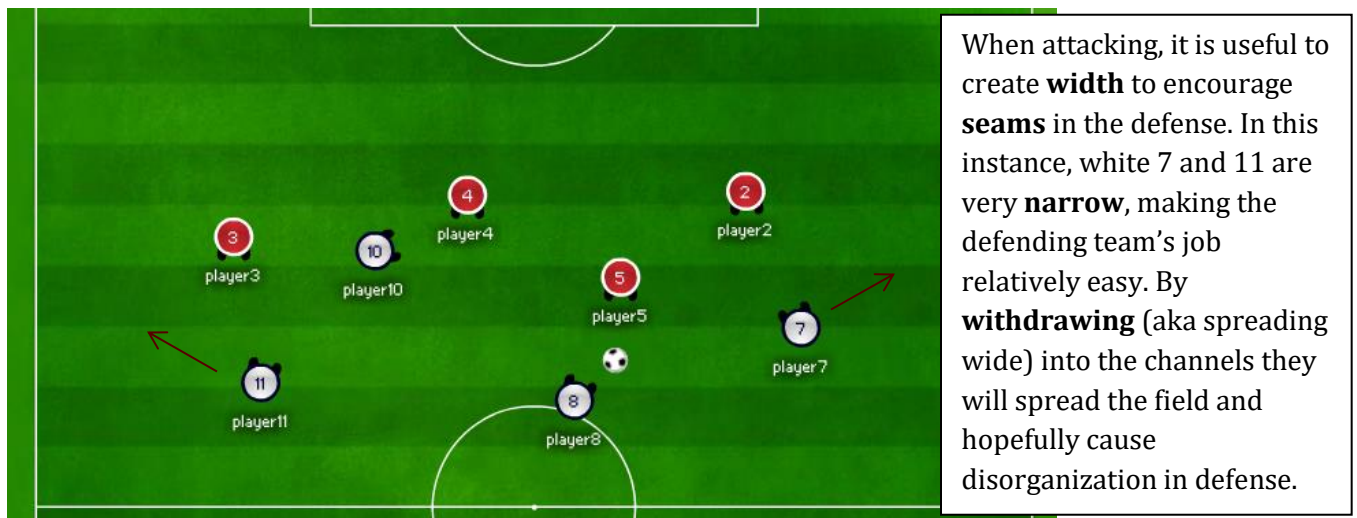 When attacking, it is useful to
create width to encourage
seams in the defense. In this
instance, white 7 and 11 are
very narrow, making the
defending team's job
relatively easy. By
withdrawing (aka spreading
wide) into the channels they
will spread the field and
hopefully cause
disorganization in defense.
4
player4
2
player2
3
player3
10
player10
5
player5
7
player7
11
player11
8
player8